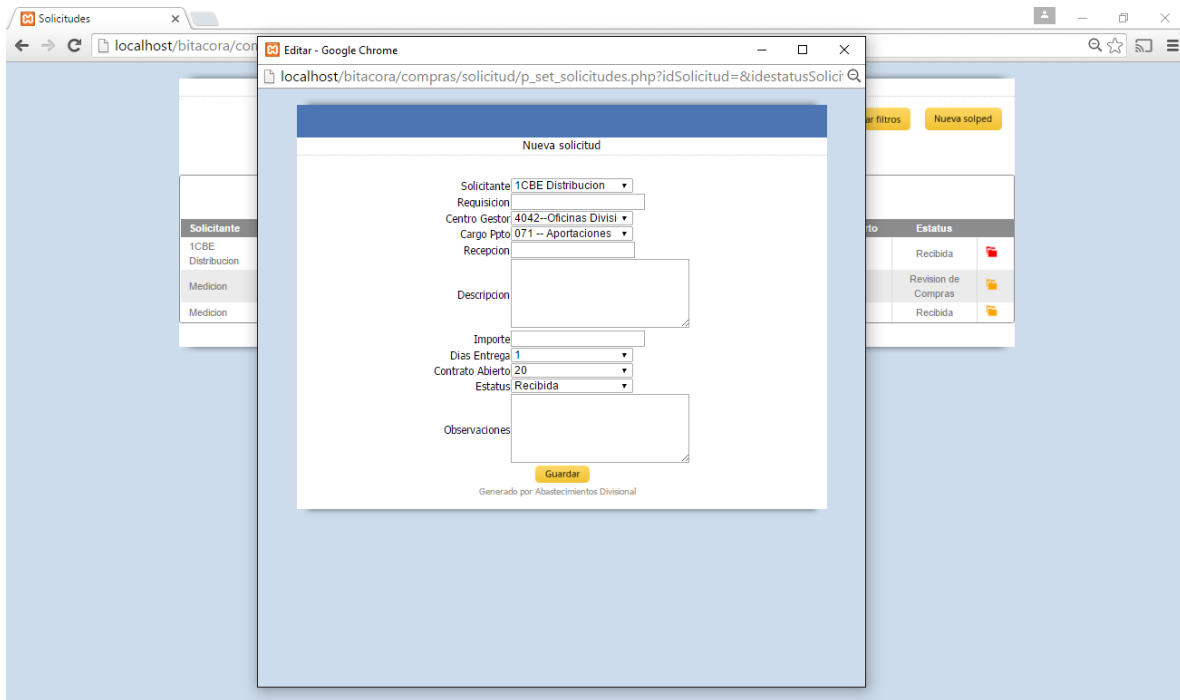 Solicitudes
localhost/bitacora/con
Editar - Google Chrome
localhost/bitacora/compras/solicitud/p_set_solicitudes.php?idSolicitud=&idestatusSolici
ar filtros
Nueva solped
Nueva solicitud
Solicitante 1CBE Distribucion
Requisicion
Centro Gestor 4042--Oficinas Divisi
Cargo Ppto 071 -- Aportaciones
Recepcion
Descripcion
Importe
Dias Entrega 1
Contrato Abierto 20
Estatus Recibida
Observaciones
Guardar
Generado por Abastecimientos Divisional
Solicitante
to
Estatus
1CBE
Distribucion
Recibida
Medicion
Revision de
Compras
Medicion
Recibida